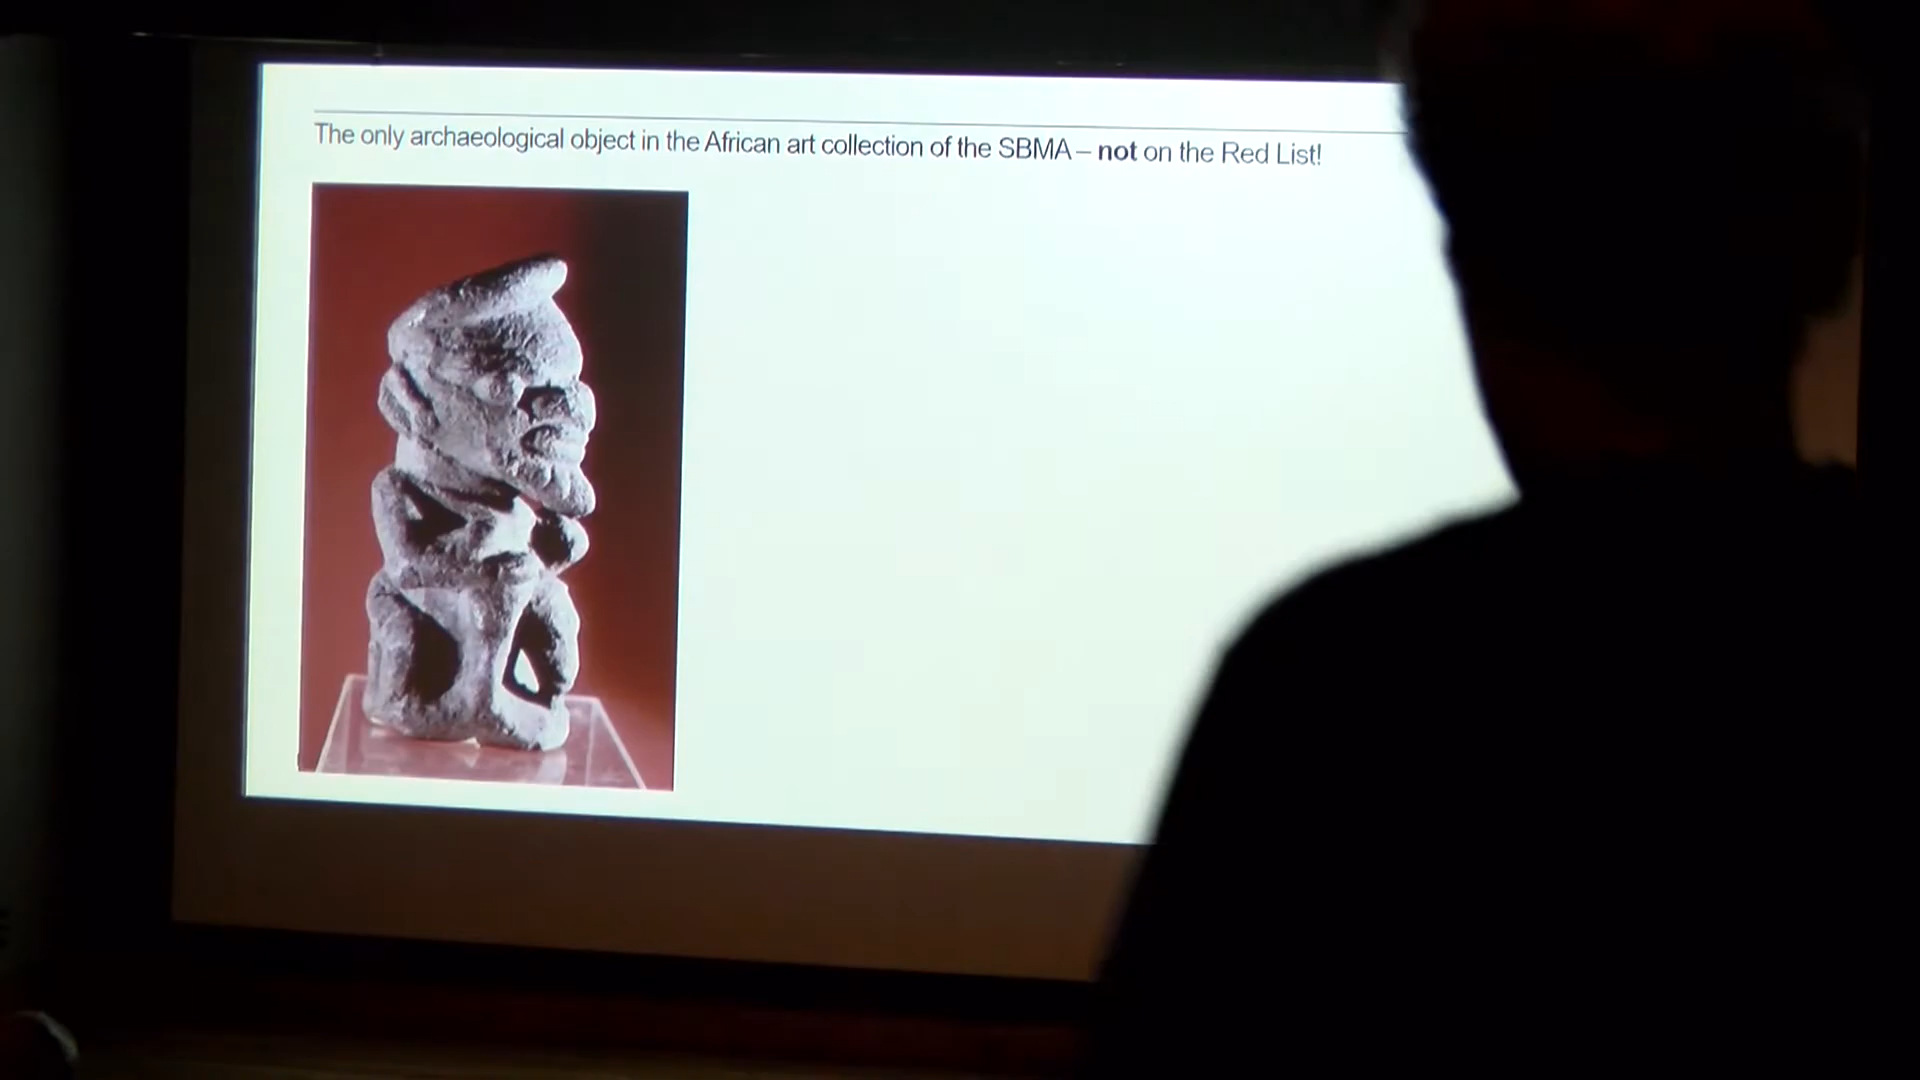 The only archaeological object in the African art collection of the SBMA – not on the Red List!